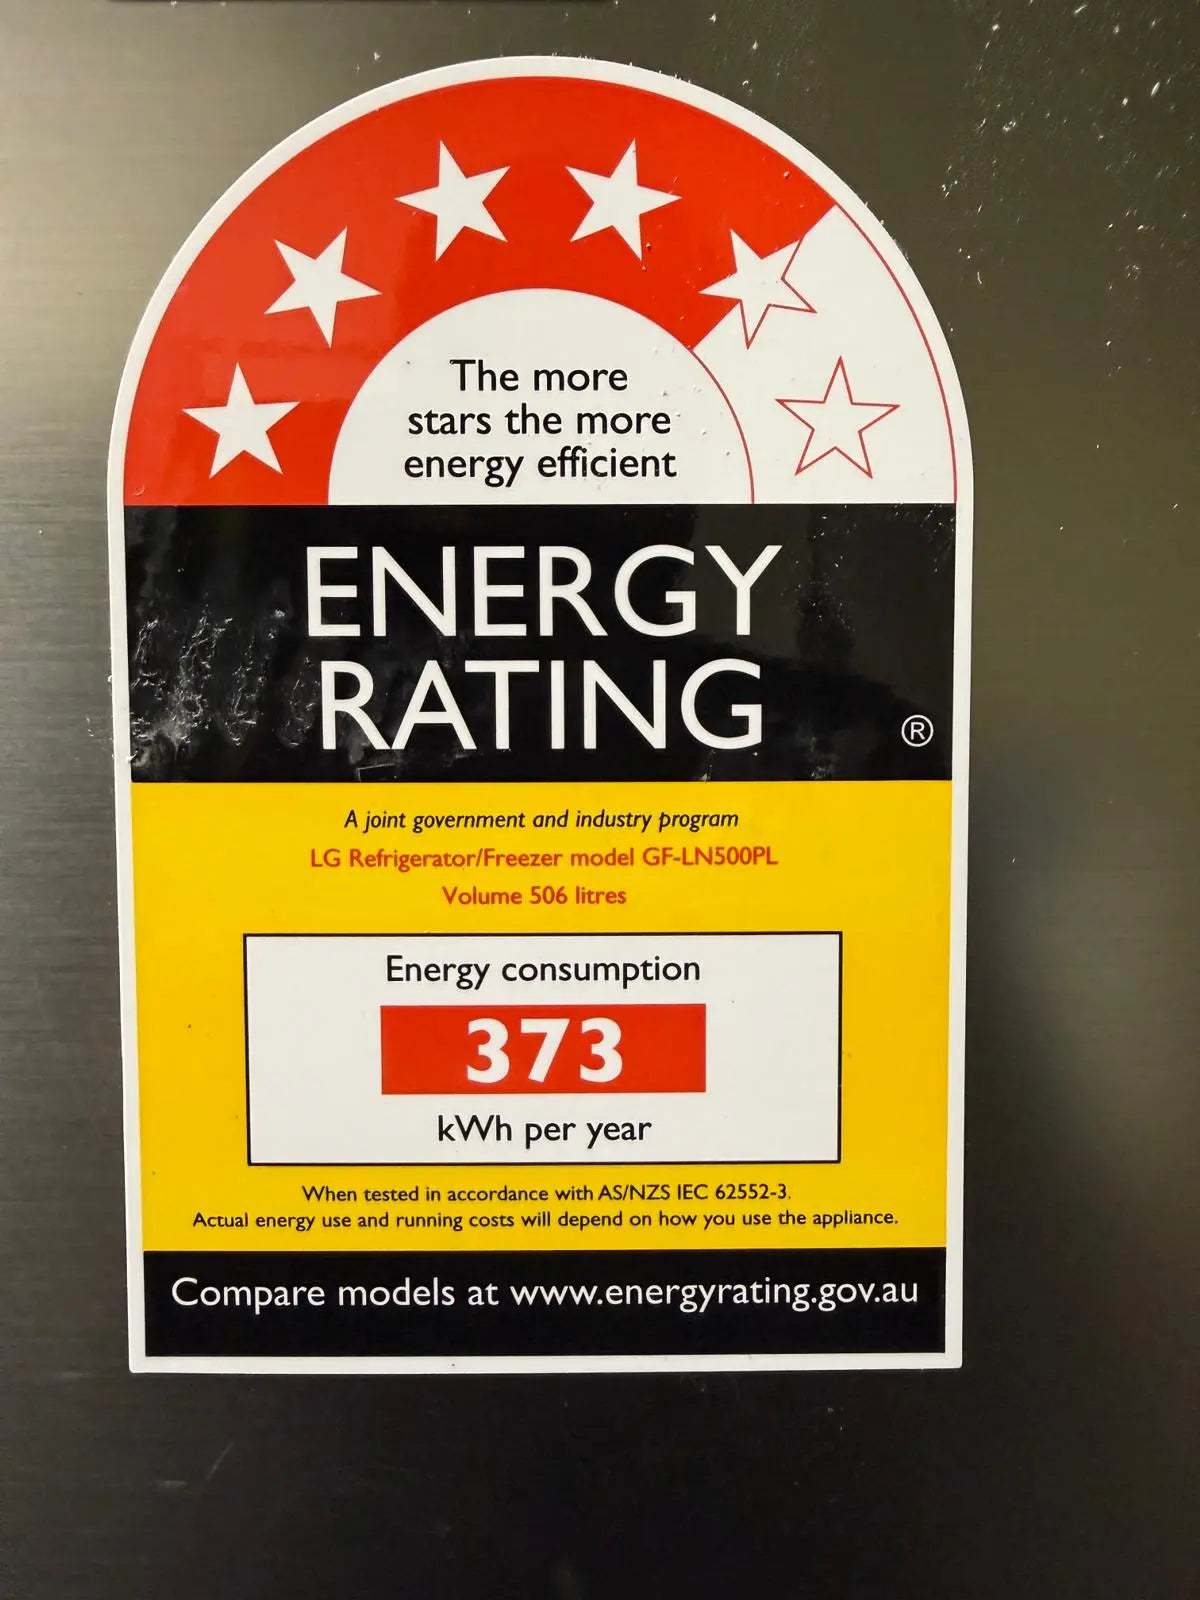 The more
stars the more
energy efficient
ENERGY
RATING
®
A joint government and industry program
LG Refrigerator/Freezer model GF-LN500PL
Volume 506 litres
Energy consumption
373
kWh per year
When tested in accordance with AS/NZS IEC 62552-3.
Actual energy use and running costs will depend on how you use the appliance.
Compare models at www.energyrating.gov.au